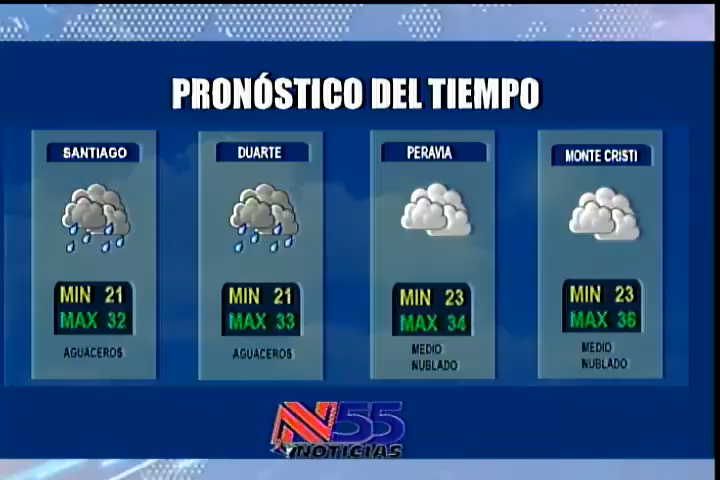 PRONÓSTICO DEL TIEMPO
SANTIAGO
MIN 21
MAX 32
AGUACEROS
DUARTE
MIN 21
MAX 33
AGUACEROS
PERAVIA
MIN 23
MAX 34
MEDIO
NUBLADO
MONTE CRISTI
MIN 23
MAX 36
MEDIO
NUBLADO
N55
NOTICIAS